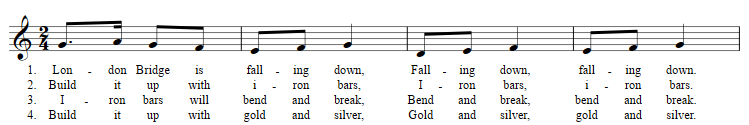 2
4
1. Lon - don Bridge is fall - ing down, Fall - ing down, fall - ing down.
2. Build it up with i - ron bars, I - ron bars, i - ron bars.
3. I - ron bars will bend and break, Bend and break, bend and break.
4. Build it up with gold and silver, Gold and silver, gold and silver.